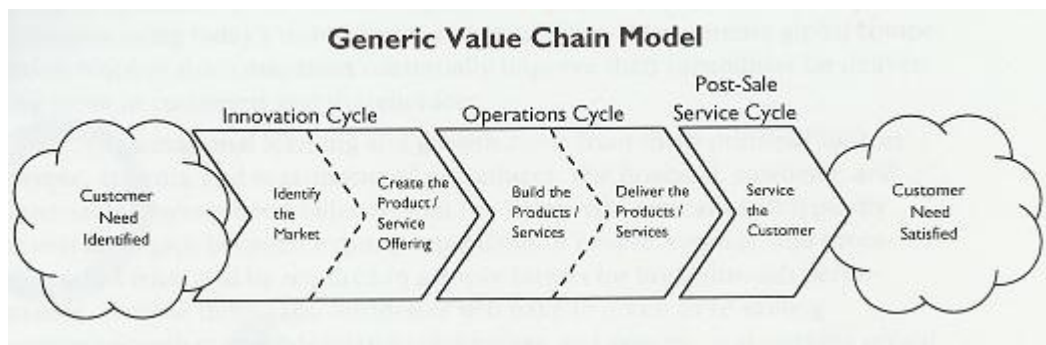 Generic Value Chain Model
Innovation Cycle
Operations Cycle
Post-Sale
Service Cycle
Customer
Need
Identified
Identify
the
Market
Create the
Product /
Service
Offering
Build the
Products /
Services
Deliver the
Products /
Services
Service
the
Customer
Customer
Need
Satisfied